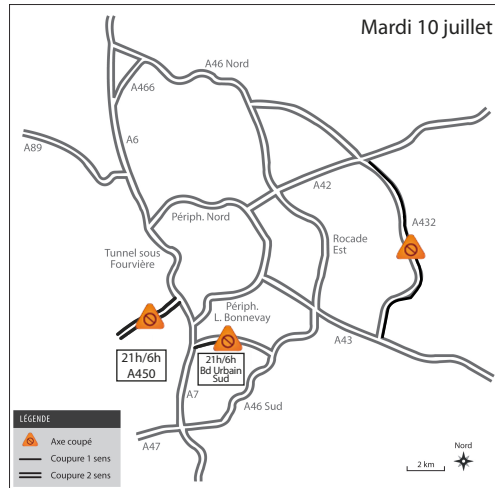 Mardi 10 juillet
A46 Nord
A466
A6
A89
A42
Périph. Nord
A432
Rocade
Est
Tunnel sous
Fourvière
Périph.
L. Bonnevay
A43
21h/6h
A450
21h/6h
Bd Urbain
Sud
A7
A46 Sud
A47
LÉGENDE
Axe coupé
Coupure 1 sens
Coupure 2 sens
Nord
2 km